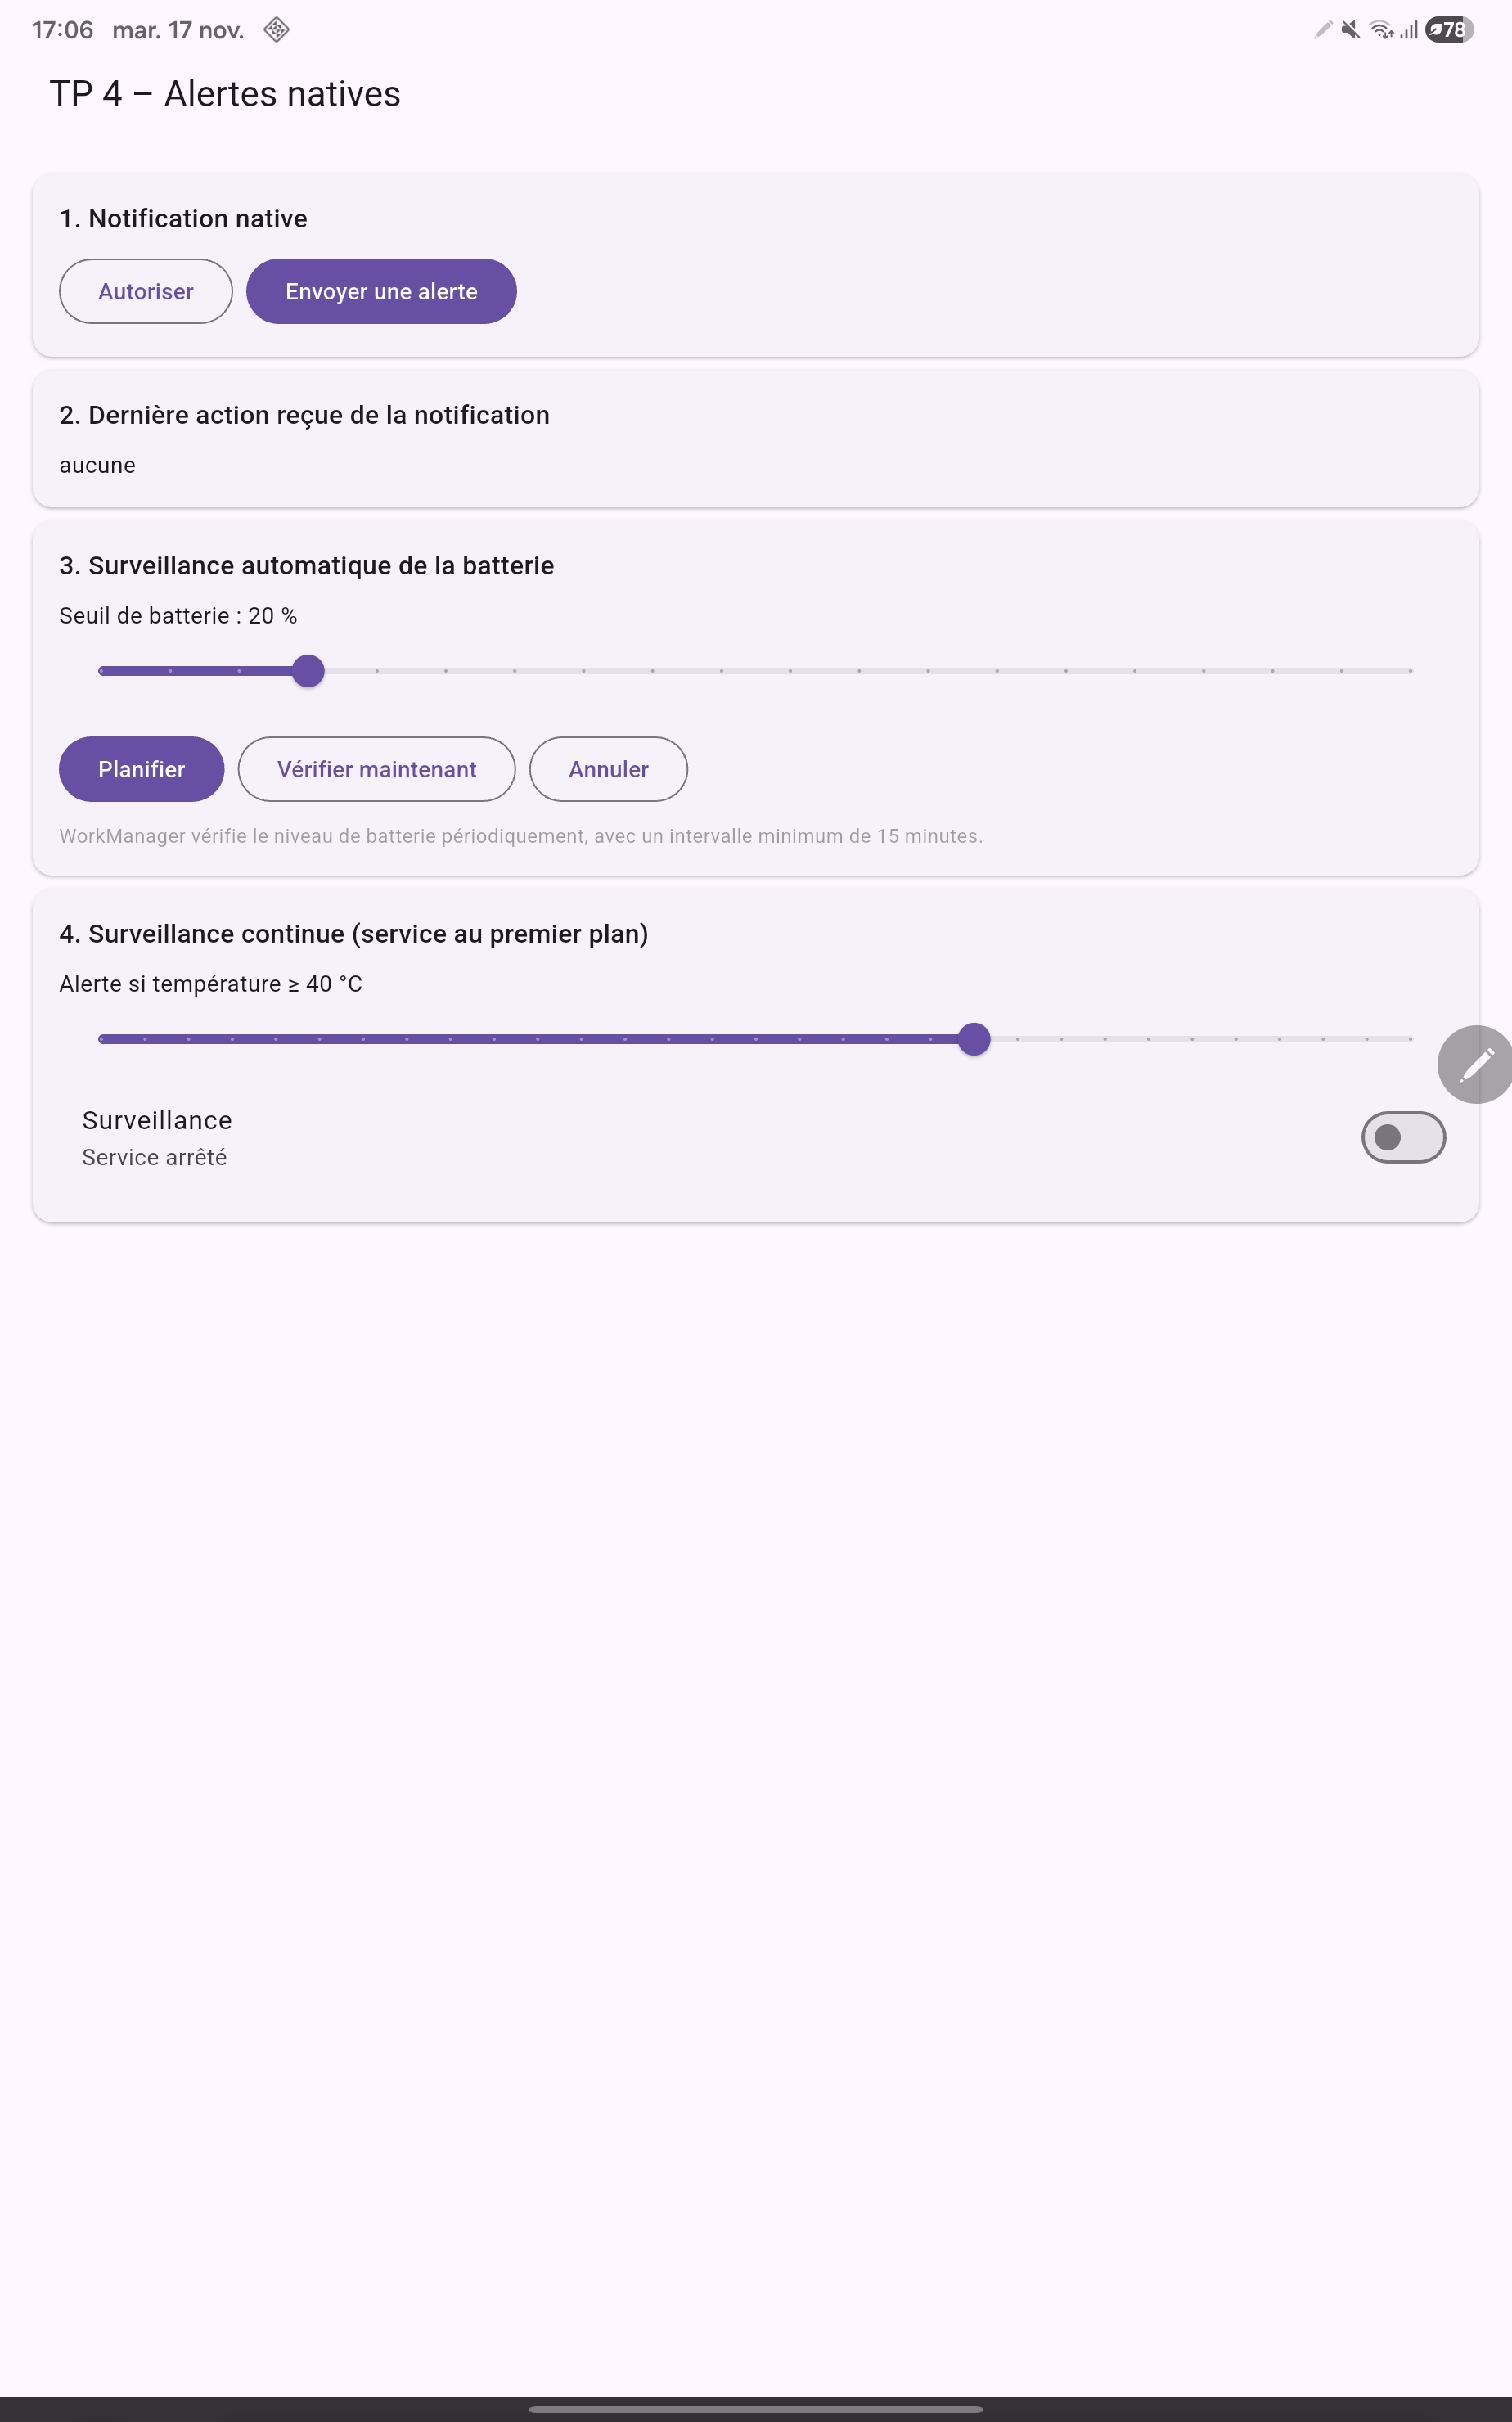 17:06 mar. 17 nov.
78
TP 4 – Alertes natives
1. Notification native
Autoriser
Envoyer une alerte
2. Dernière action reçue de la notification
aucune
3. Surveillance automatique de la batterie
Seuil de batterie : 20 %
Planifier
Vérifier maintenant
Annuler
WorkManager vérifie le niveau de batterie périodiquement, avec un intervalle minimum de 15 minutes.
4. Surveillance continue (service au premier plan)
Alerte si température ≥ 40 °C
Surveillance
Service arrêté